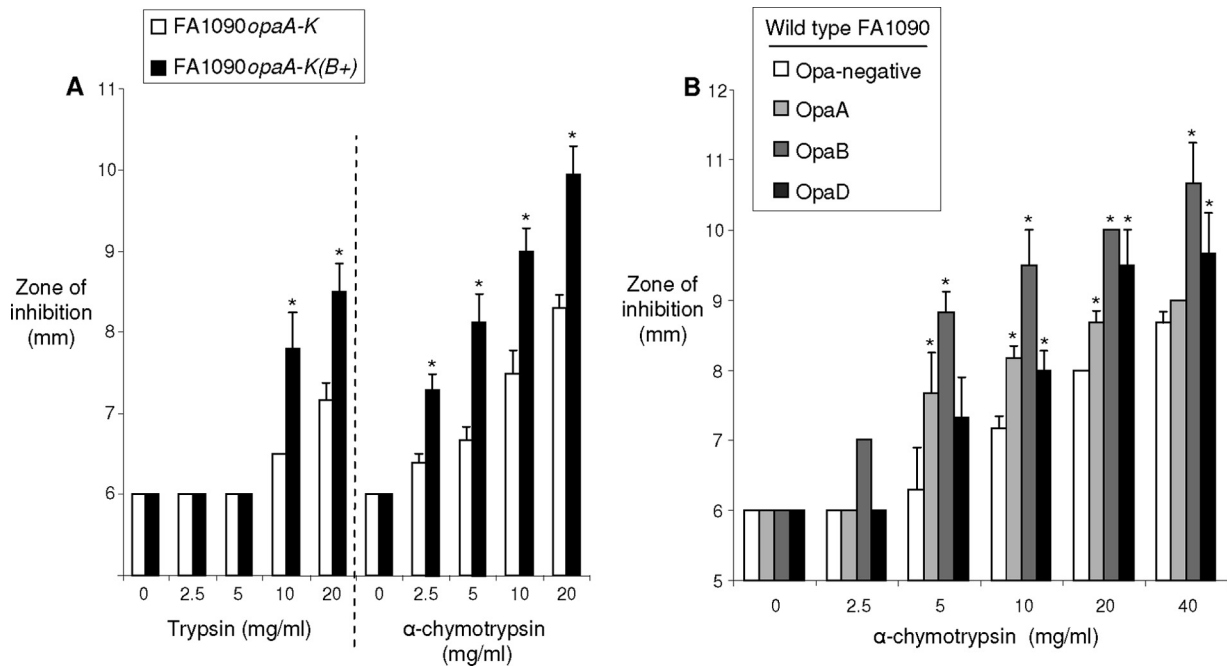 FA1090opaA-K
FA1090opaA-K(B+)
A
11
10
9
8
7
6
Zone of
inhibition
(mm)
*
*
*
*
*
*
0
2.5
5
10
20
0
2.5
5
10
20
Trypsin (mg/ml)
α-chymotrypsin
(mg/ml)
Wild type FA1090
Opa-negative
OpaA
OpaB
OpaD
B
12
11
10
9
8
7
6
5
Zone of
inhibition
(mm)
*
*
*
*
*
*
*
*
*
*
0
2.5
5
10
20
40
α-chymotrypsin (mg/ml)